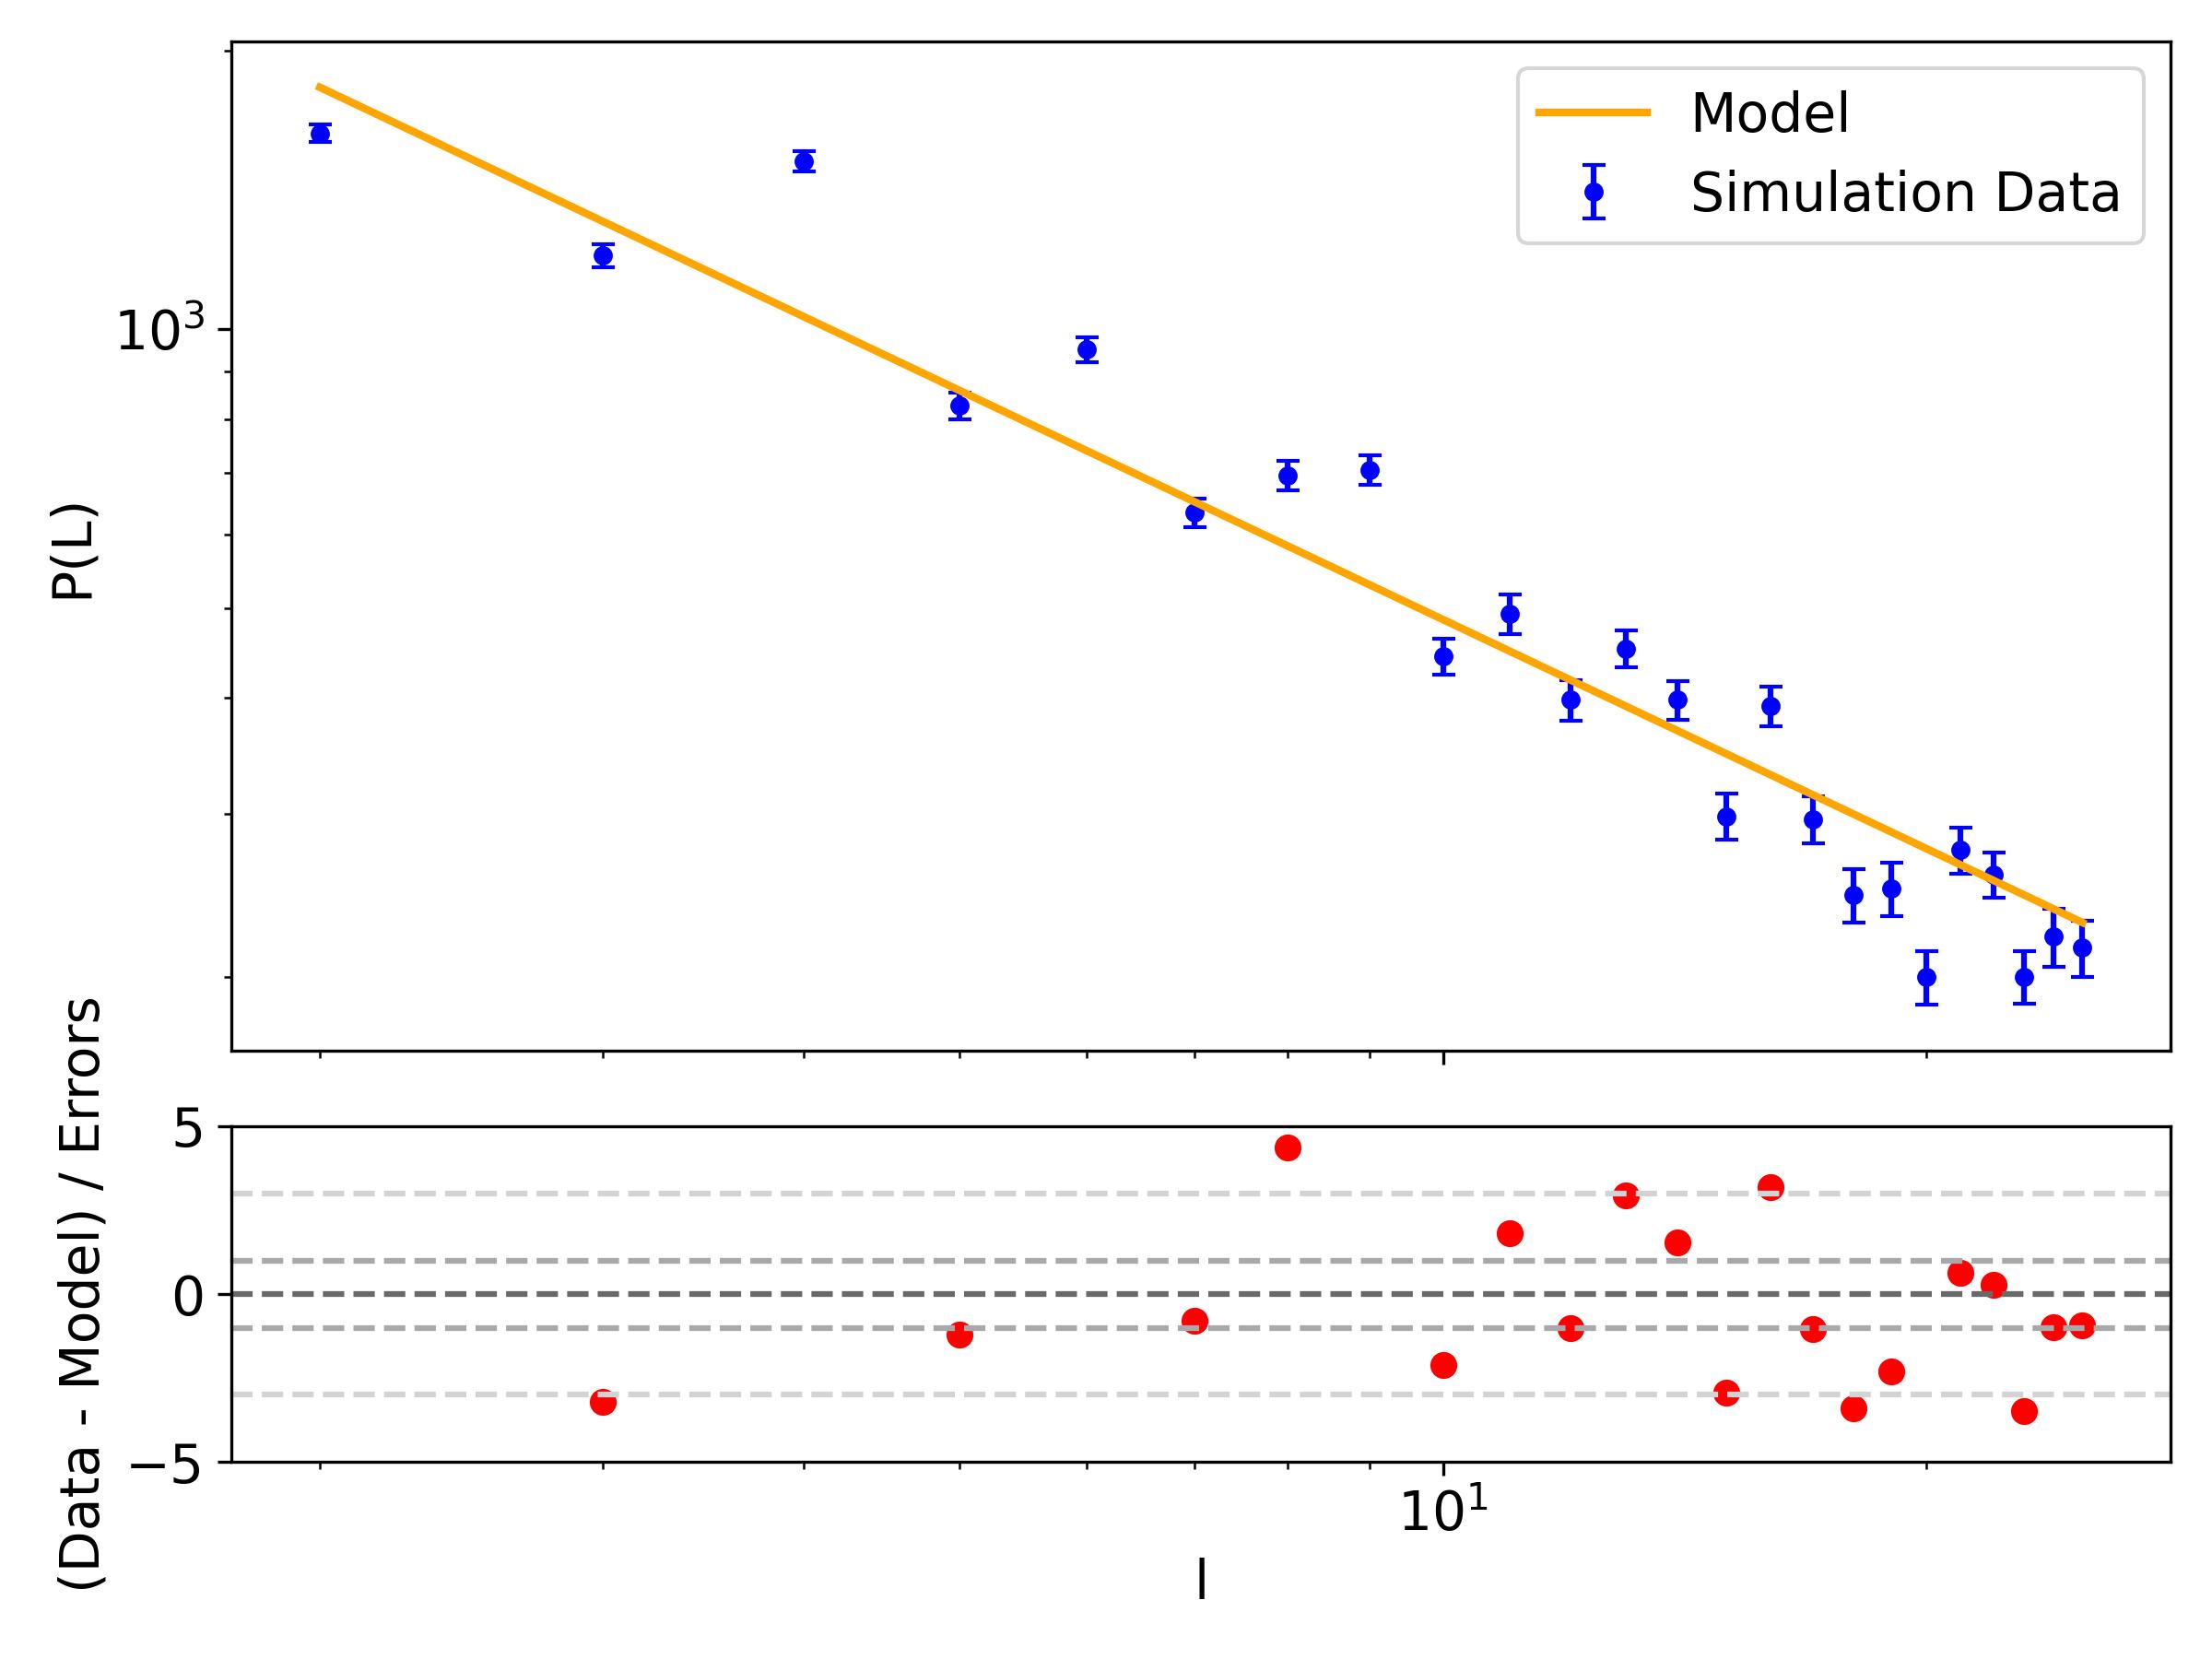 Model
Simulation Data
P(L)
10³
(Data - Model) / Errors
5
0
−5
10¹
l